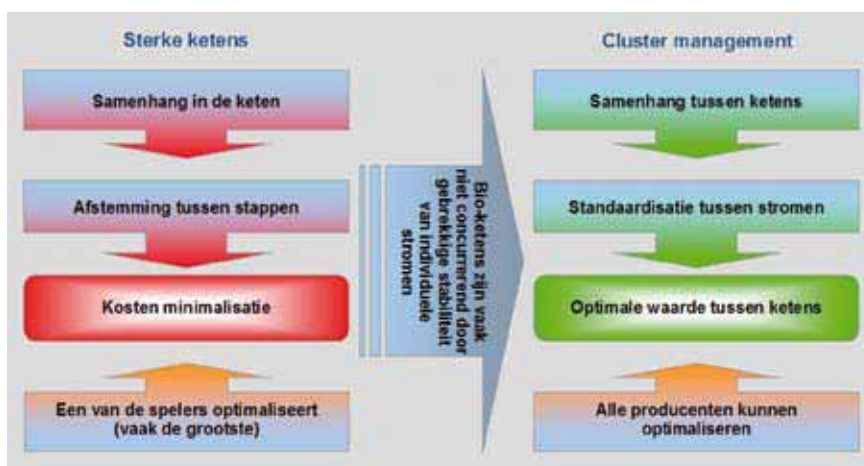 Sterke ketens
Samenhang in de keten
Afstemming tussen stappen
Kosten minimalisatie
Een van de spelers optimaliseert
(vaak de grootste)
Bio-ketens zijn vaak
niet concurrerend door
gebrekkige stabiliteit
van individuele
stromen
Cluster management
Samenhang tussen ketens
Standaardisatie tussen stromen
Optimale waarde tussen ketens
Alle producenten kunnen
optimaliseren